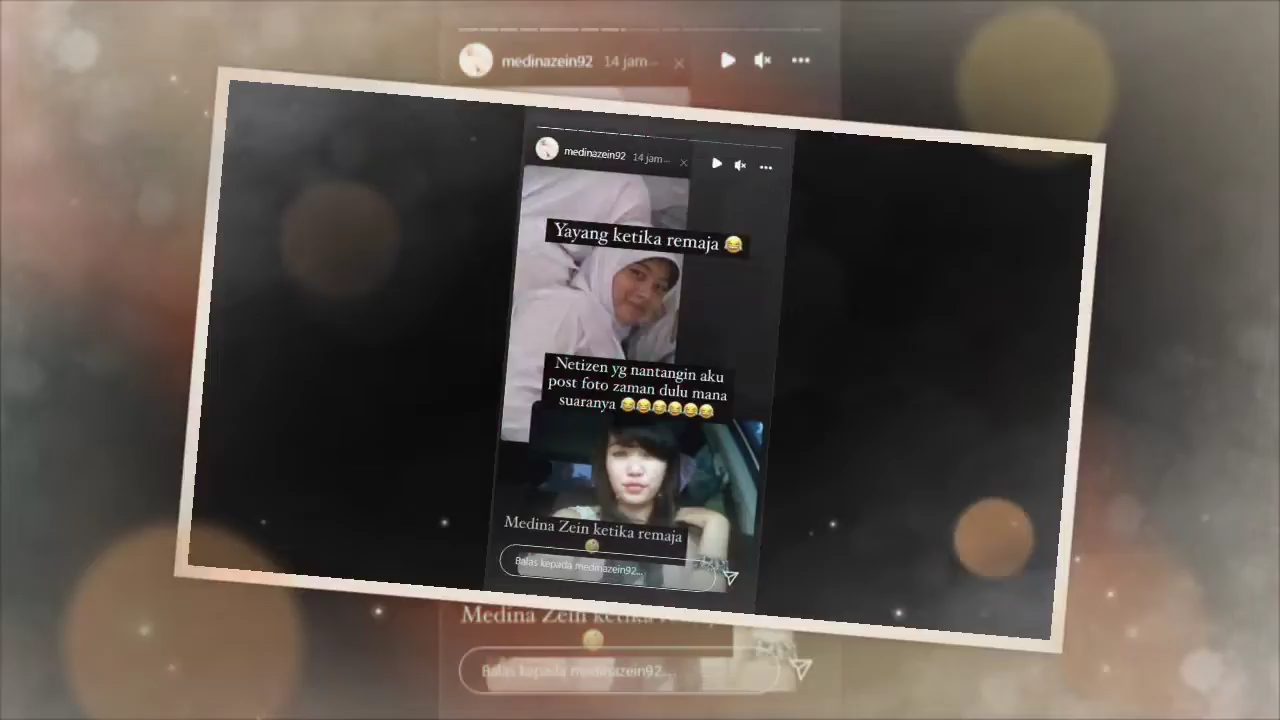 medinazein92 14 jam
medinazein92 14 jam
Yayang ketika remaja 😂
Netizen yg nantangin aku
post foto zaman dulu mana
suaranya 😂😂😂😂😂😂
Medina Zein ketika remaja
Balas kepada medinazein92...
Medina Zein ketika
Balas kepada medinazein92...